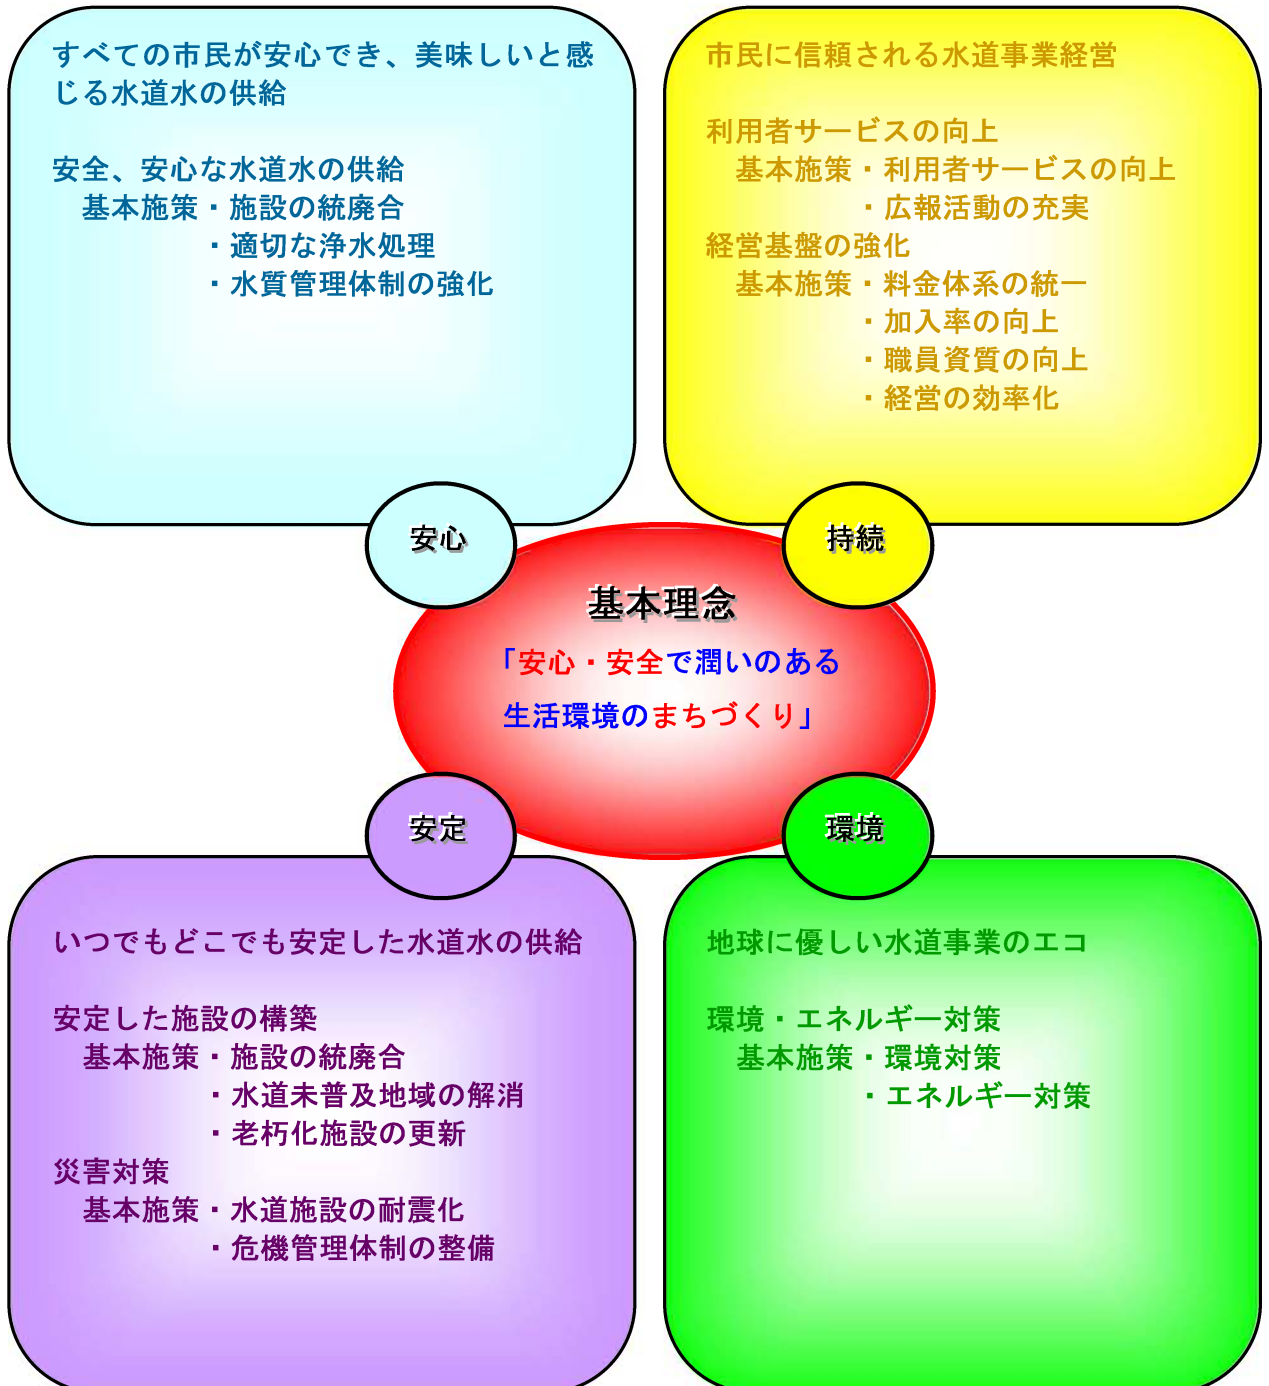 すべての市民が安心でき、美味しいと感
じる水道水の供給
安全、安心な水道水の供給
基本施策・施設の統廃合
・適切な浄水処理
・水質管理体制の強化
市民に信頼される水道事業経営
利用者サービスの向上
基本施策・利用者サービスの向上
・広報活動の充実
経営基盤の強化
基本施策・料金体系の統一
・加入率の向上
・職員資質の向上
・経営の効率化
安心
持続
基本理念
「安心・安全で潤いのある
生活環境のまちづくり」
安定
環境
いつでもどこでも安定した水道水の供給
安定した施設の構築
基本施策・施設の統廃合
・水道未普及地域の解消
・老朽化施設の更新
災害対策
基本施策・水道施設の耐震化
・危機管理体制の整備
地球に優しい水道事業のエコ
環境・エネルギー対策
基本施策・環境対策
・エネルギー対策